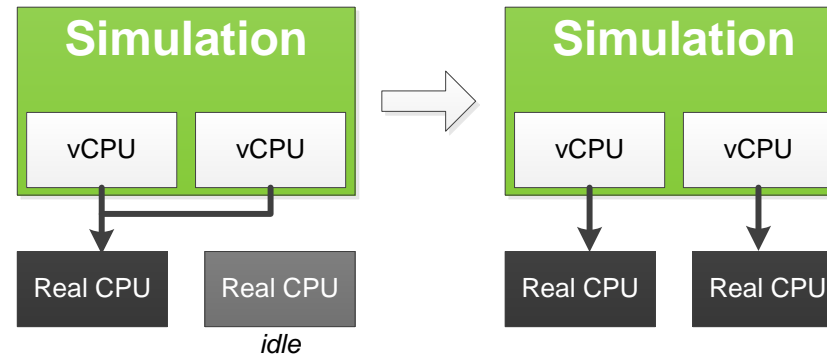 Simulation
vCPU vCPU
Real CPU Real CPU
idle
Simulation
vCPU vCPU
Real CPU Real CPU